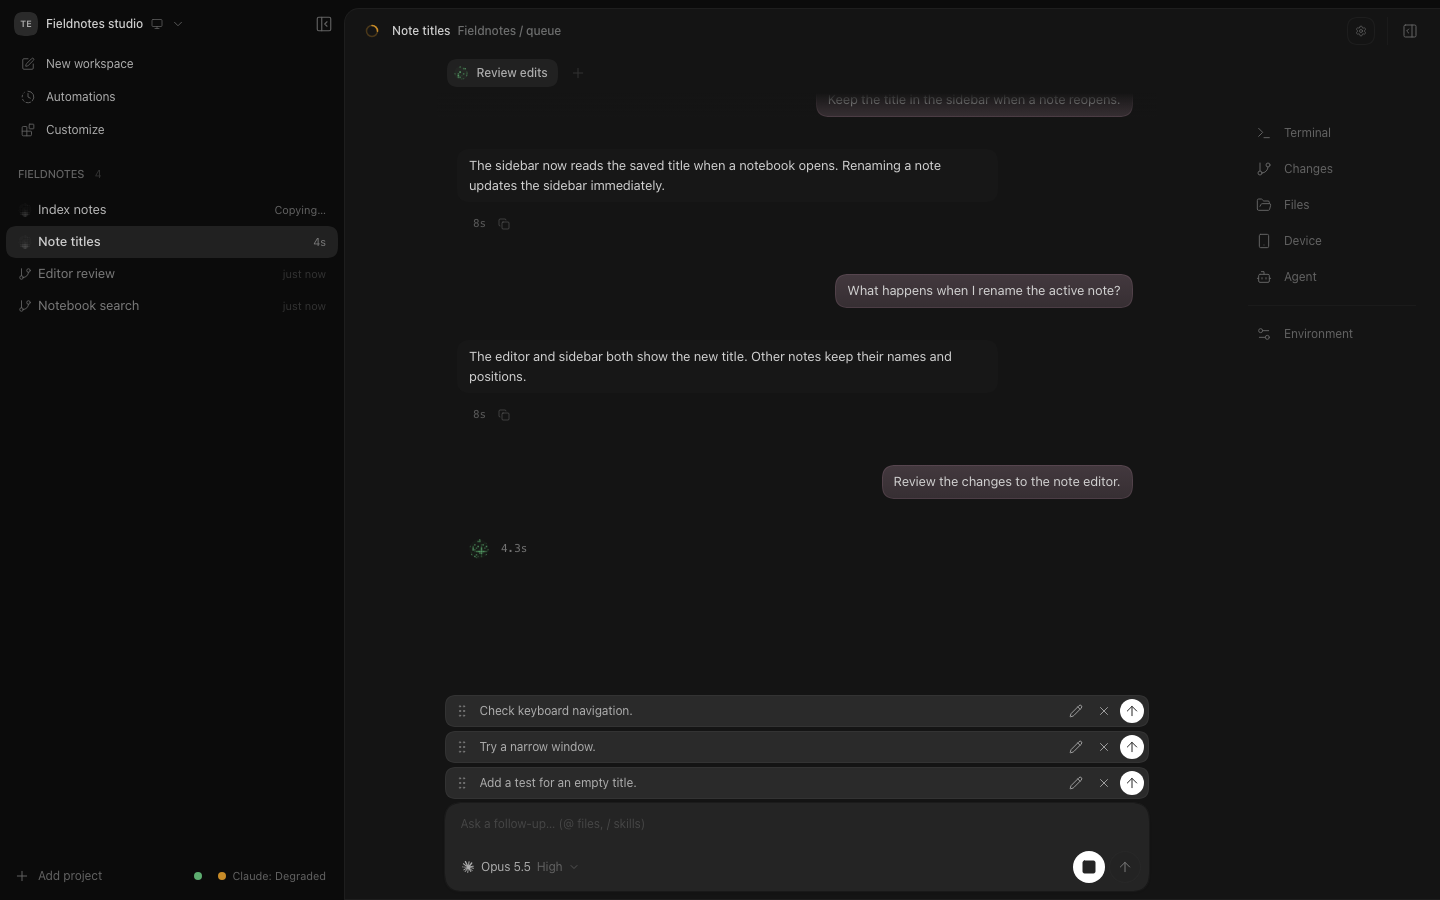 TE Fieldnotes studio
New workspace
Automations
Customize
FIELDNOTES 4
Index notes Copying...
Note titles 4s
Editor review just now
Notebook search just now
Add project
Claude: Degraded
Note titles Fieldnotes / queue
Review edits
Keep the title in the sidebar when a note reopens.
The sidebar now reads the saved title when a notebook opens. Renaming a note
updates the sidebar immediately.
8s
What happens when I rename the active note?
The editor and sidebar both show the new title. Other notes keep their names and
positions.
8s
Review the changes to the note editor.
4.3s
Check keyboard navigation.
Try a narrow window.
Add a test for an empty title.
Ask a follow-up... (@ files, / skills)
Opus 5.5 High
Terminal
Changes
Files
Device
Agent
Environment